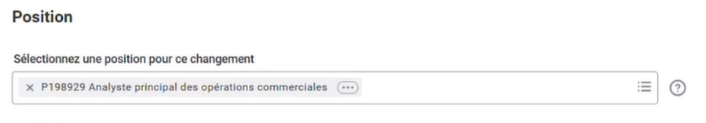 Position
Sélectionnez une position pour ce changement
× P198929 Analyste principal des opérations commerciales